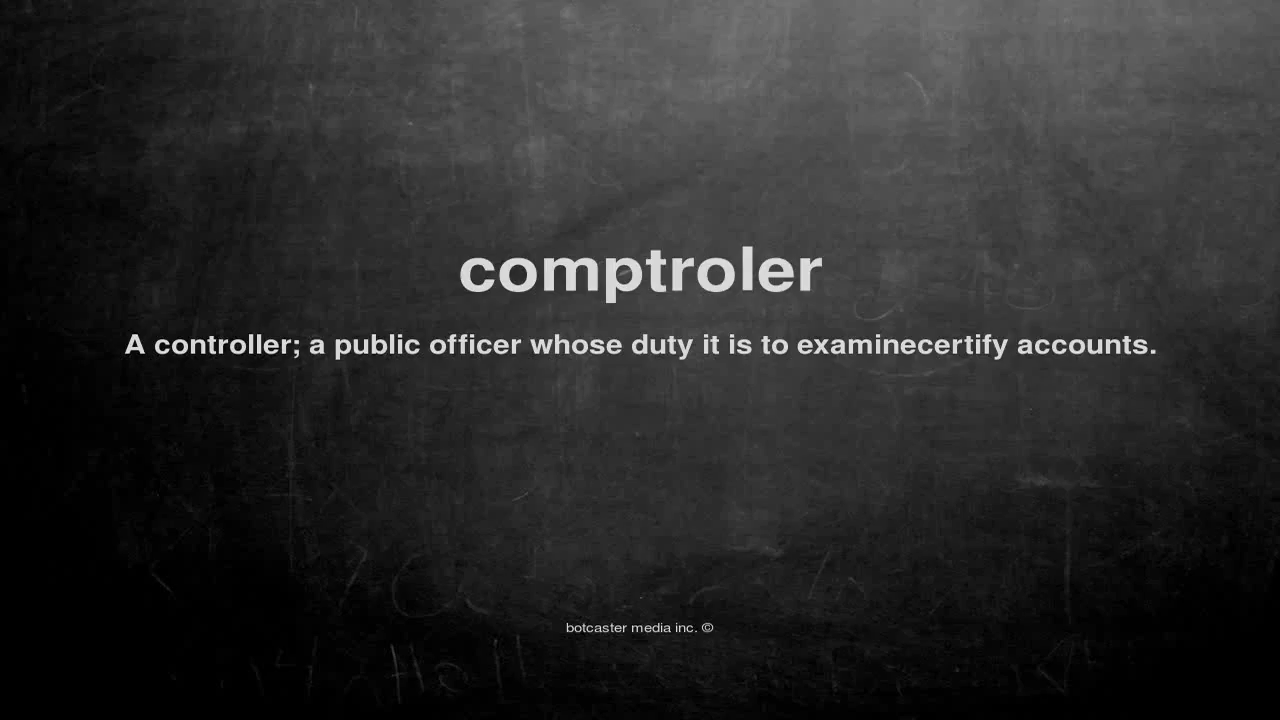 comptroler
A controller; a public officer whose duty it is to examinecertify accounts.
botcaster media inc. ©